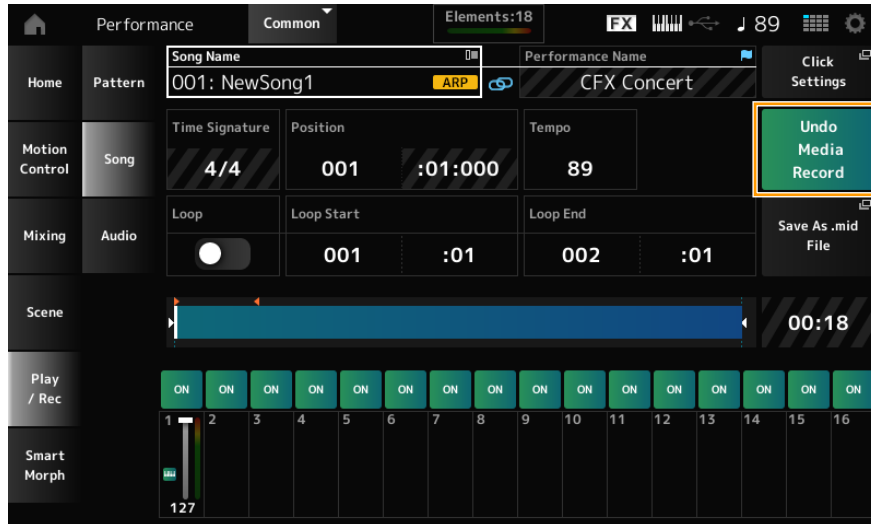 Performance
Common
Elements:18
FX
♩ 89
Home
Pattern
Song Name
001: NewSong1
ARP
Performance Name
CFX Concert
Click
Settings
Motion
Control
Song
Time Signature
4/4
Position
001
:01:000
Tempo
89
Undo
Media
Record
Mixing
Audio
Loop
Loop Start
001
:01
Loop End
002
:01
Save As .mid
File
Scene
00:18
Play
/ Rec
ON ON ON ON ON ON ON ON ON ON ON ON ON ON ON ON
1 2 3 4 5 6 7 8 9 10 11 12 13 14 15 16
Smart
Morph
127